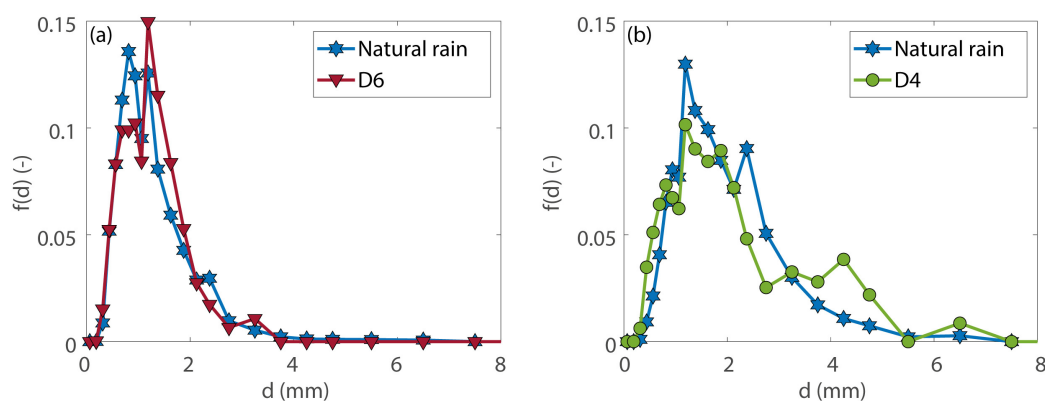 (a)
Natural rain
D6
0.15
0.1
0.05
0
f(d) (-)
0 2 4 6 8
d (mm)
(b)
Natural rain
D4
0.15
0.1
0.05
0
f(d) (-)
0 2 4 6 8
d (mm)